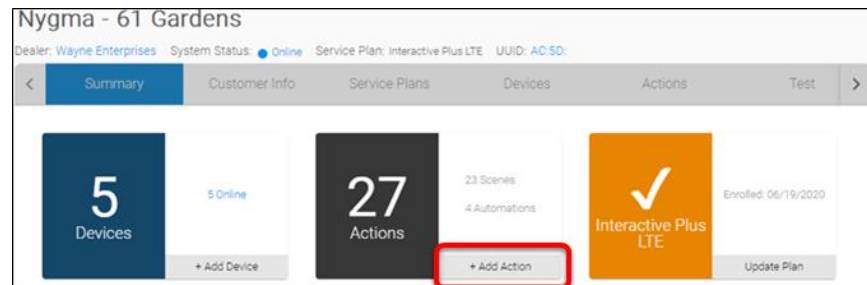 Nygma - 61 Gardens
Dealer: Wayne Enterprises System Status: Online Service Plan: Interactive Plus LTE UUID: AC:5D:
< Summary Customer Info Service Plans Devices Actions Test >
5
Devices
5 Online
+ Add Device
27
Actions
23 Scenes
4 Automations
+ Add Action
Interactive Plus
LTE
Enrolled: 06/19/2020
Update Plan